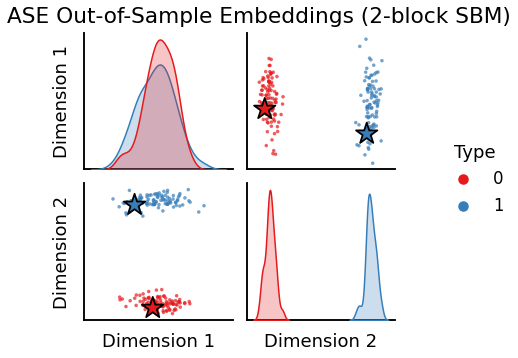 ASE Out-of-Sample Embeddings (2-block SBM)
Dimension 1
Type
0
1
Dimension 2
Dimension 1
Dimension 2